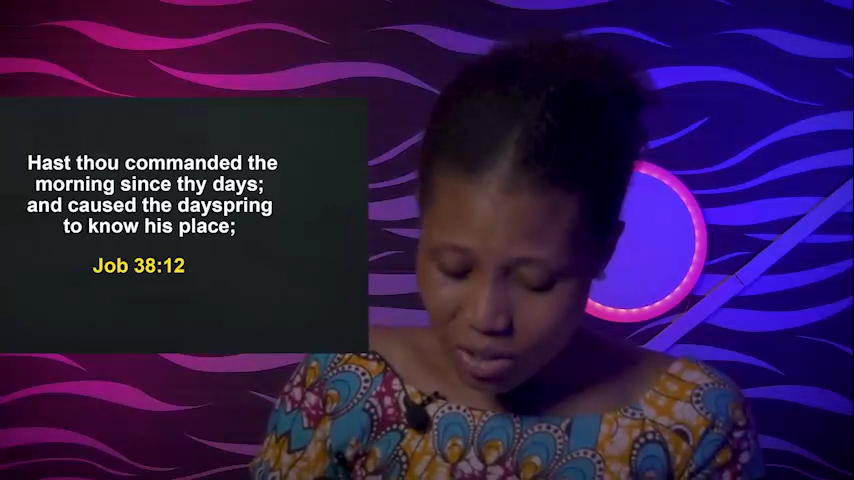 Hast thou commanded the
morning since thy days;
and caused the dayspring
to know his place;
Job 38:12